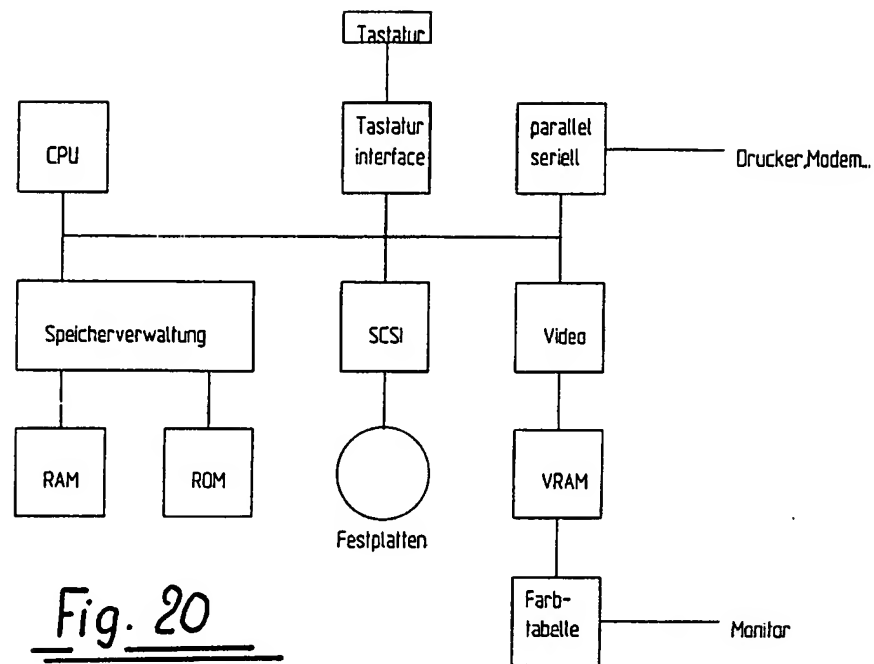 Tastatur
CPU
Tastatur
interface
parallel
seriell
Drucker,Modem...
Speicherverwaltung
SCSI
Video
RAM
ROM
VRAM
Festplatten
Farb-
tabelle
Monitor
Fig. 20